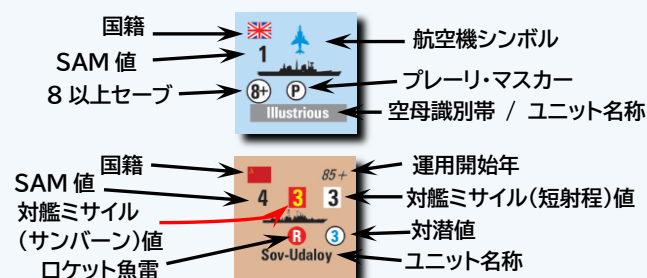 国籍
SAM 値
8 以上セーブ
1
8+
P
Illustrious
航空機シンボル
プレーリ・マスカー
空母識別帯 / ユニット名称
国籍
SAM 値
対艦ミサイル
(サンバーン)値
ロケット魚雷
85+
4 3 3
R 3
Sov-Udaloy
運用開始年
対艦ミサイル(短射程)値
対潜値
ユニット名称